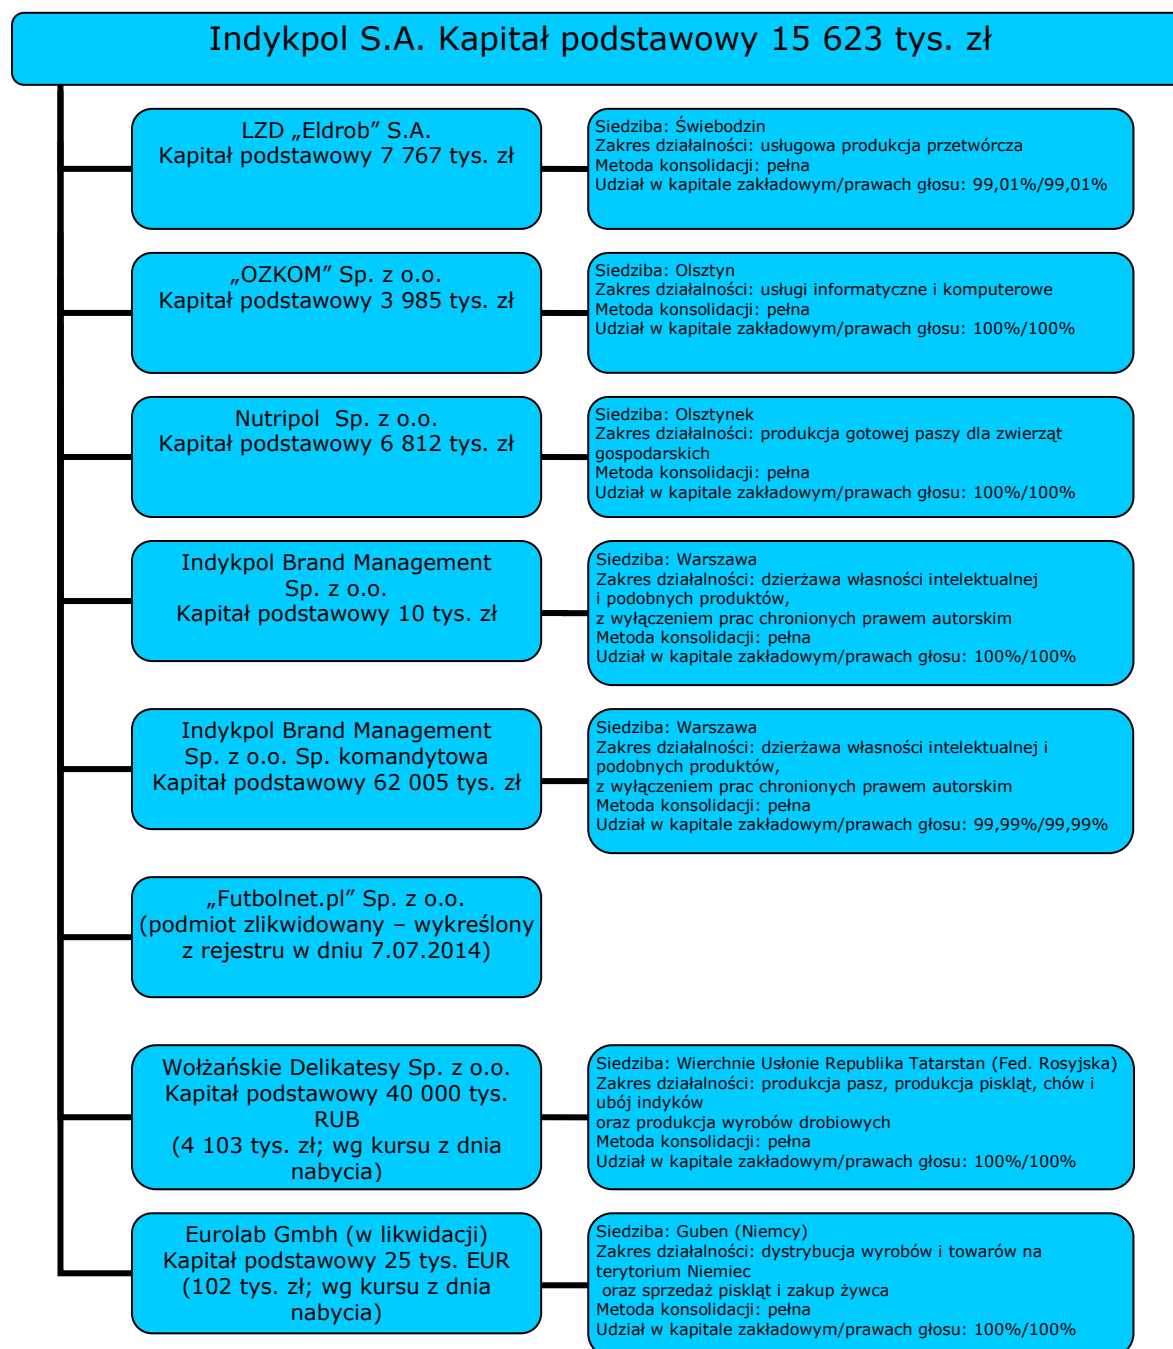 Indykpol S.A. Kapitał podstawowy 15 623 tys. zł
LZD „Eldrob” S.A.
Kapitał podstawowy 7 767 tys. zł
Siedziba: Świebodzin
Zakres działalności: usługowa produkcja przetwórcza
Metoda konsolidacji: pełna
Udział w kapitale zakładowym/prawach głosu: 99,01%/99,01%
„OZKOM” Sp. z o.o.
Kapitał podstawowy 3 985 tys. zł
Siedziba: Olsztyn
Zakres działalności: usługi informatyczne i komputerowe
Metoda konsolidacji: pełna
Udział w kapitale zakładowym/prawach głosu: 100%/100%
Nutripol  Sp. z o.o.
Kapitał podstawowy 6 812 tys. zł
Siedziba: Olsztynek
Zakres działalności: produkcja gotowej paszy dla zwierząt
gospodarskich
Metoda konsolidacji: pełna
Udział w kapitale zakładowym/prawach głosu: 100%/100%
Indykpol Brand Management
Sp. z o.o.
Kapitał podstawowy 10 tys. zł
Siedziba: Warszawa
Zakres działalności: dzierżawa własności intelektualnej
i podobnych produktów,
z wyłączeniem prac chronionych prawem autorskim
Metoda konsolidacji: pełna
Udział w kapitale zakładowym/prawach głosu: 100%/100%
Indykpol Brand Management
Sp. z o.o. Sp. komandytowa
Kapitał podstawowy 62 005 tys. zł
Siedziba: Warszawa
Zakres działalności: dzierżawa własności intelektualnej i
podobnych produktów,
z wyłączeniem prac chronionych prawem autorskim
Metoda konsolidacji: pełna
Udział w kapitale zakładowym/prawach głosu: 99,99%/99,99%
„Futbolnet.pl” Sp. z o.o.
(podmiot zlikwidowany – wykreślony
z rejestru w dniu 7.07.2014)
Wołżańskie Delikatesy Sp. z o.o.
Kapitał podstawowy 40 000 tys.
RUB
(4 103 tys. zł; wg kursu z dnia
nabycia)
Siedziba: Wierchnie Usłonie Republika Tatarstan (Fed. Rosyjska)
Zakres działalności: produkcja pasz, produkcja piskląt, chów i
ubój indyków
oraz produkcja wyrobów drobiowych
Metoda konsolidacji: pełna
Udział w kapitale zakładowym/prawach głosu: 100%/100%
Eurolab Gmbh (w likwidacji)
Kapitał podstawowy 25 tys. EUR
(102 tys. zł; wg kursu z dnia
nabycia)
Siedziba: Guben (Niemcy)
Zakres działalności: dystrybucja wyrobów i towarów na
terytorium Niemiec
oraz sprzedaż piskląt i zakup żywca
Metoda konsolidacji: pełna
Udział w kapitale zakładowym/prawach głosu: 100%/100%